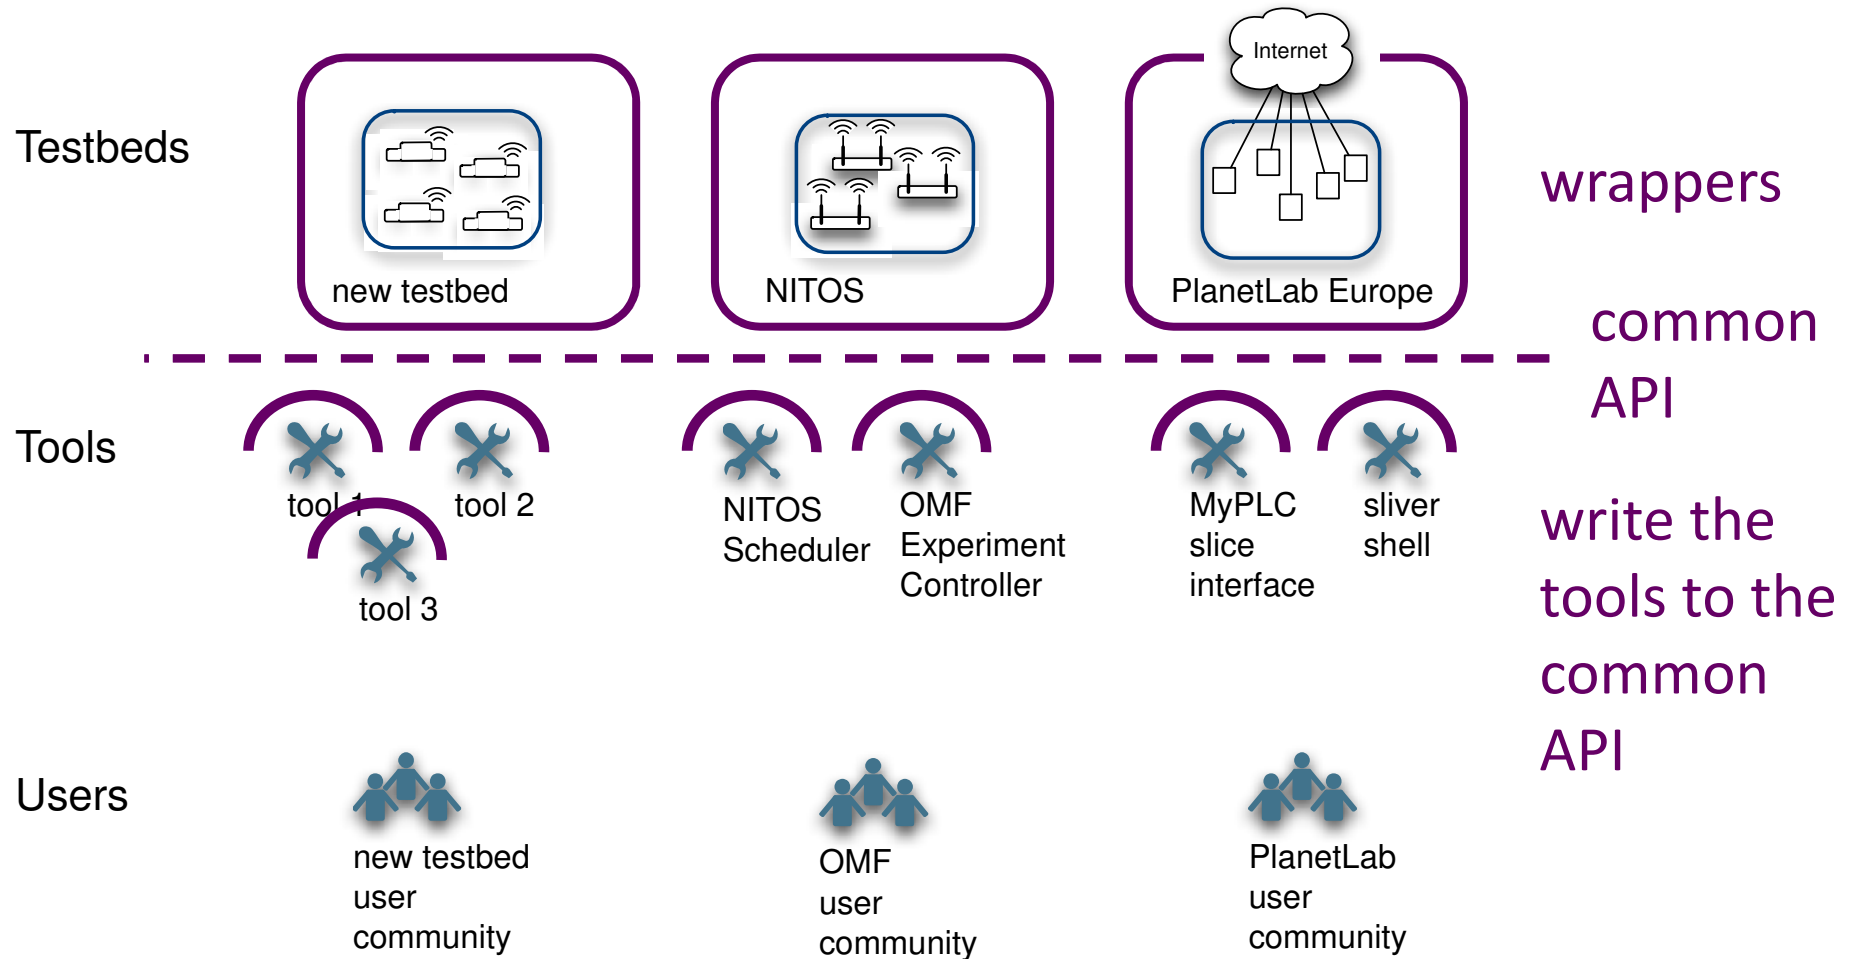 Internet
Testbeds
new testbed
NITOS
PlanetLab Europe
wrappers
common
API
Tools
tool 1
tool 2
tool 3
NITOS
Scheduler
OMF
Experiment
Controller
MyPLC
slice
interface
sliver
shell
write the
tools to the
common
API
Users
new testbed
user
community
OMF
user
community
PlanetLab
user
community